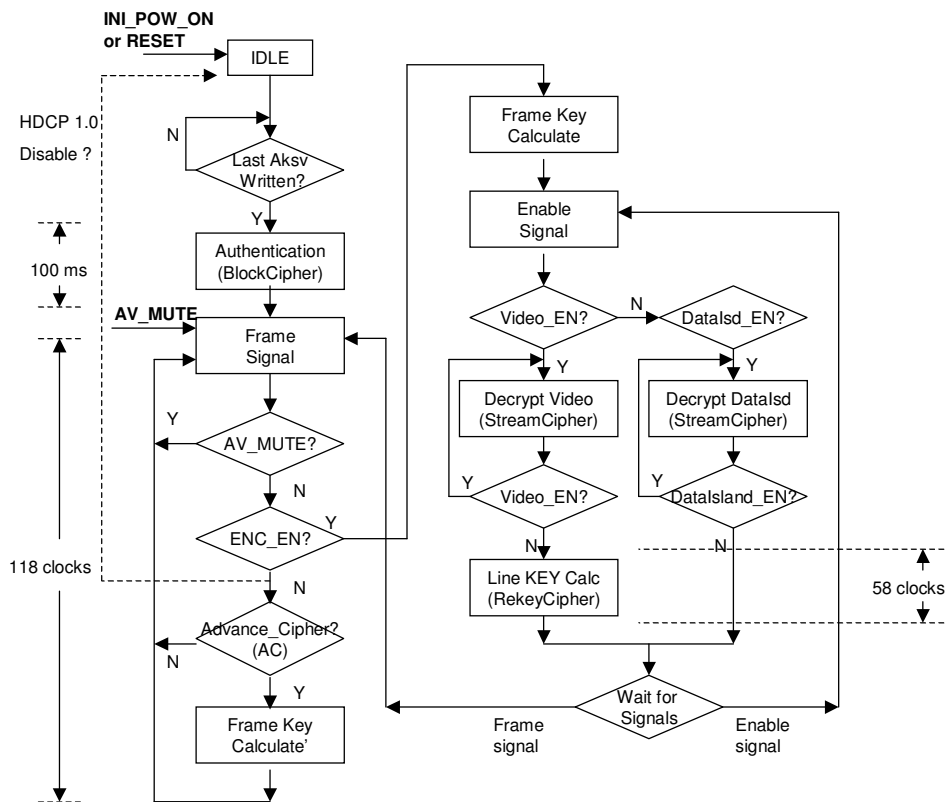 INI_POW_ON
or RESET
IDLE
HDCP 1.0
Disable ?
N
Last Aksv
Written?
Y
Authentication
(BlockCipher)
100 ms
AV_MUTE
Frame
Signal
Y
AV_MUTE?
N
ENC_EN?
Y
118 clocks
N
Advance_Cipher?
(AC)
N
Y
Frame Key
Calculate'
Frame Key
Calculate
Enable
Signal
Video_EN?
N
DataIsd_EN?
Y
Y
Decrypt Video
(StreamCipher)
Decrypt DataIsd
(StreamCipher)
Y
Video_EN?
Y
DataIsland_EN?
N
N
Line KEY Calc
(RekeyCipher)
58 clocks
Wait for
Signals
Frame
signal
Enable
signal